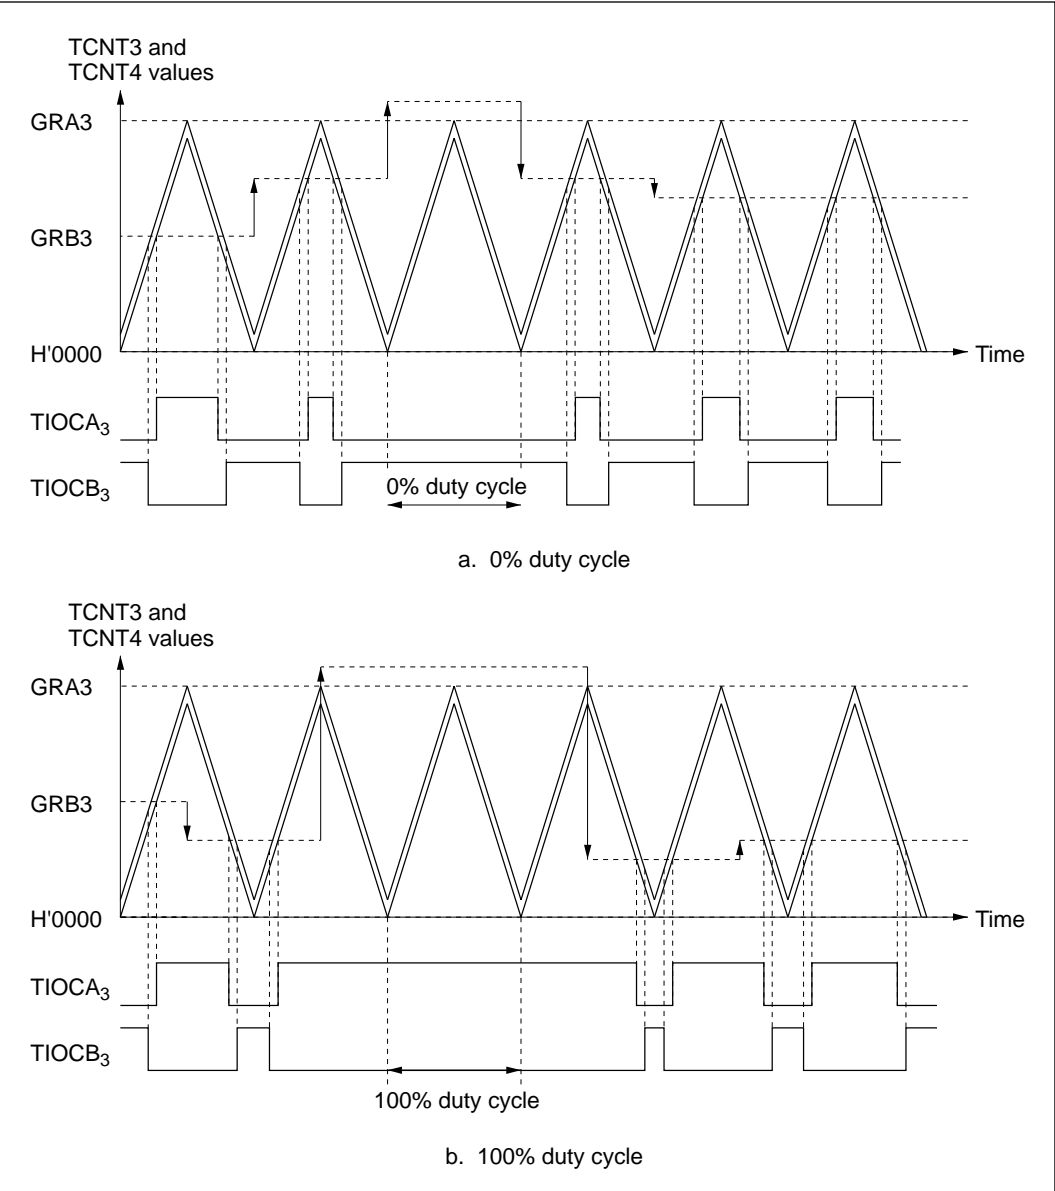 TCNT3 and
TCNT4 values
GRA3
GRB3
H'0000
Time
TIOCA3
TIOCB3
0% duty cycle
a. 0% duty cycle
TCNT3 and
TCNT4 values
GRA3
GRB3
H'0000
Time
TIOCA3
TIOCB3
100% duty cycle
b. 100% duty cycle